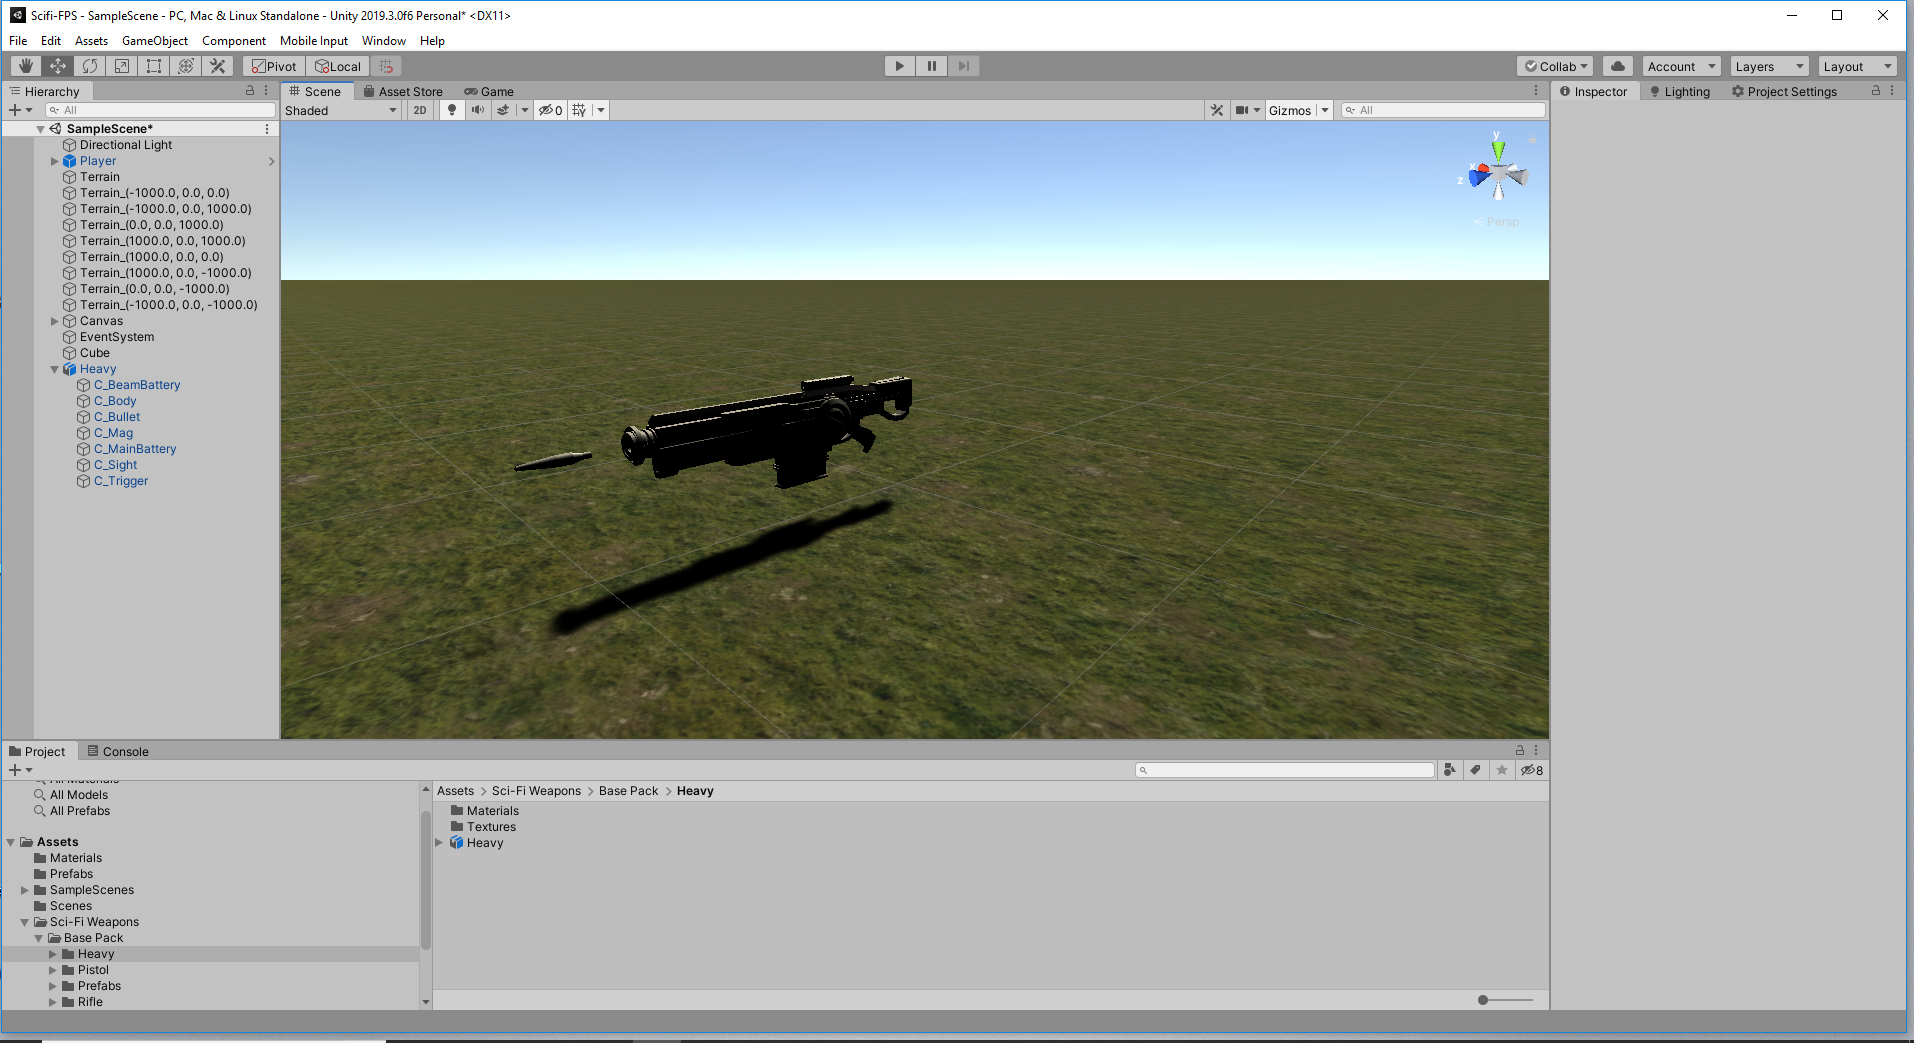 Scifi-FPS - SampleScene - PC, Mac & Linux Standalone - Unity 2019.3.0f6 Personal* <DX11>
File Edit Assets GameObject Component Mobile Input Window Help
Pivot Local Collab Account Layers Layout
Hierarchy
All
SampleScene*
Directional Light
Player
Terrain
Terrain_(-1000.0, 0.0, 0.0)
Terrain_(-1000.0, 0.0, 1000.0)
Terrain_(0.0, 0.0, 1000.0)
Terrain_(1000.0, 0.0, 1000.0)
Terrain_(1000.0, 0.0, 0.0)
Terrain_(1000.0, 0.0, -1000.0)
Terrain_(0.0, 0.0, -1000.0)
Terrain_(-1000.0, 0.0, -1000.0)
Canvas
EventSystem
Cube
Heavy
C_BeamBattery
C_Body
C_Bullet
C_Mag
C_MainBattery
C_Sight
C_Trigger
Scene Asset Store Game
Shaded 2D 0 Gizmos All
y
x
z
Persp
Inspector Lighting Project Settings
Project Console
8
All Materials
All Models
All Prefabs
Assets
Materials
Prefabs
SampleScenes
Scenes
Sci-Fi Weapons
Base Pack
Heavy
Pistol
Prefabs
Rifle
Assets > Sci-Fi Weapons > Base Pack > Heavy
Materials
Textures
Heavy